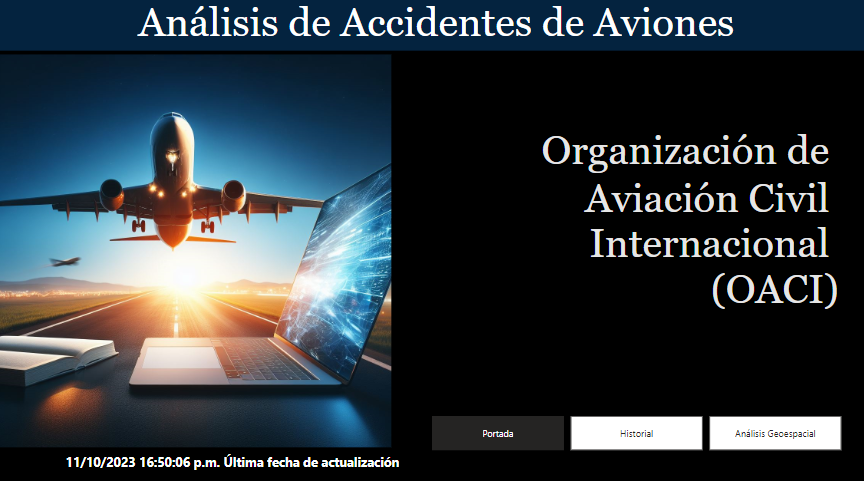 Análisis de Accidentes de Aviones
Organización de
Aviación Civil
Internacional
(OACI)
Portada
Historial
Análisis Geoespacial
11/10/2023 16:50:06 p.m. Última fecha de actualización